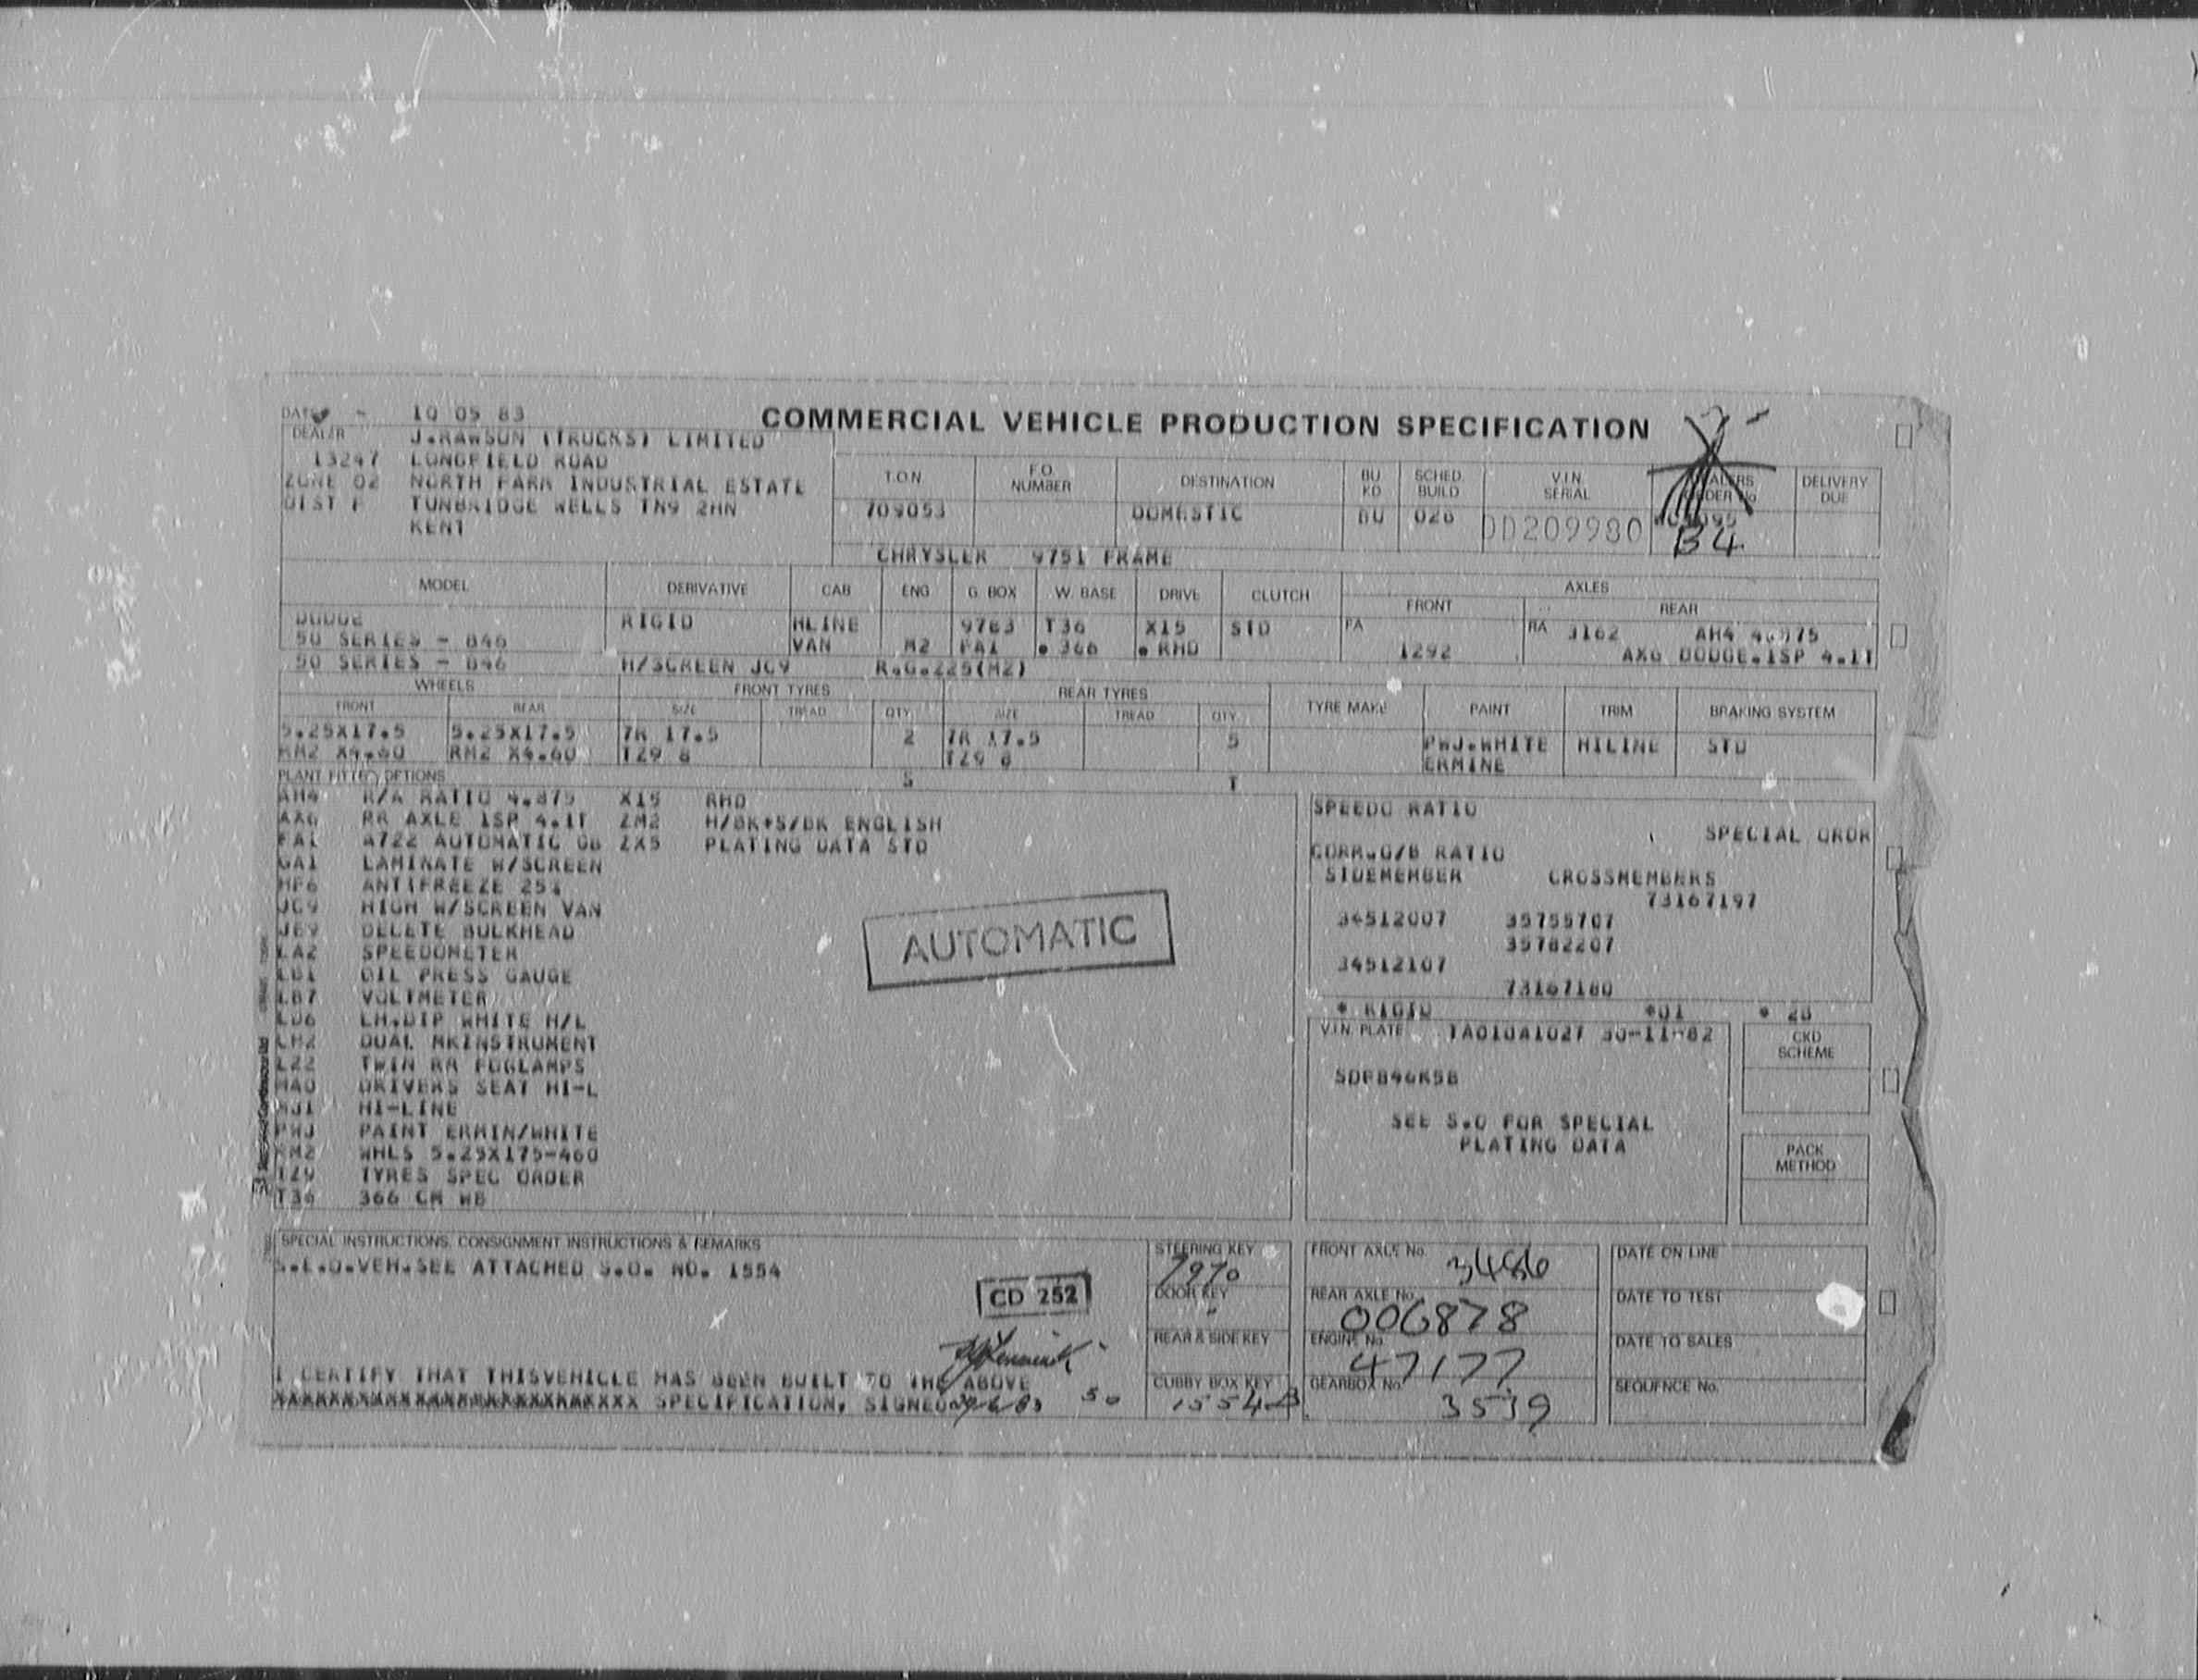 DATE 10 05 83
COMMERCIAL VEHICLE PRODUCTION SPECIFICATION
DEALER J.RAWSON (TRUCKS) LIMITED
13247 LONGFIELD ROAD
ZONE 02 NORTH FARM INDUSTRIAL ESTATE
DIST F TUNBRIDGE WELLS TN9 2HN
KENT
T.O.N. F.O. NUMBER DESTINATION BU KD SCHED. BUILD V.I.N. SERIAL DELIVERY DUE
709053 DOMESTIC BU 026 DD209980
B4
CHRYSLER 9751 FRAME
MODEL DERIVATIVE CAB ENG G. BOX W. BASE DRIVE CLUTCH AXLES
FRONT REAR
DODGE RIGID HLINE 9763 T36 X15 STD FA RA 3162 AH4 4.875
50 SERIES - 846 VAN M2 FA1 • 366 • RHD 1292 AX6 DODGE.1SP 4.1T
50 SERIES - 846 H/SCREEN JC9 R.G.225(M2)
WHEELS FRONT TYRES REAR TYRES TYRE MAKE PAINT TRIM BRAKING SYSTEM
FRONT REAR SIZE TREAD QTY SIZE TREAD QTY
5.25X17.5 5.25X17.5 7R 17.5 2 7R 17.5 5 PWJ.WHITE HILINE STD
RM2 X4.60 RM2 X4.60 TZ9 8 TZ9 8 ERMINE
PLANT FITTED OPTIONS S T
AH4 R/A RATIO 4.875 X15 RHD
AX6 RR AXLE 1SP 4.1T ZM2 H/BK+S/BK ENGLISH
FA1 A722 AUTOMATIC GB ZX5 PLATING DATA STD
GA1 LAMINATE W/SCREEN
HF6 ANTIFREEZE 25%
JC9 HIGH W/SCREEN VAN
JE9 DELETE BULKHEAD
LA2 SPEEDOMETER
LB1 OIL PRESS GAUGE
LB7 VOLTMETER
LD6 LH.DIP WHITE H/L
LH2 DUAL MKINSTRUMENT
LZ2 TWIN RR FOGLAMPS
MA0 DRIVERS SEAT HI-L
HI-LINE
PWJ PAINT ERMIN/WHITE
RM2 WHLS 5.25X175-460
TZ9 TYRES SPEC ORDER
T36 366 CM WB
AUTOMATIC
SPEEDO RATIO
SPECIAL ORDR
CORR.G/B RATIO
SIDEMEMBER CROSSMEMBERS
73167197
34512007 35755707
35782207
34512107
73167180
* RIGID *01 * 28
V.I.N. PLATE TA010A1027 30-11-82
SDFB46K5B
SEE S.O FOR SPECIAL
PLATING DATA
CKD SCHEME
PACK METHOD
SPECIAL INSTRUCTIONS, CONSIGNMENT INSTRUCTIONS & REMARKS
S.E.O.VEH.SEE ATTACHED S.O. NO. 1554
CD 252
I CERTIFY THAT THISVEHICLE HAS BEEN BUILT TO THE ABOVE
SPECIFICATION, SIGNED
STEERING KEY 7970
DOOR KEY "
REAR & SIDE KEY
CUBBY BOX KEY 1554B
FRONT AXLE No. 3486
REAR AXLE No. 006878
ENGINE No. 47177
GEARBOX No. 3539
DATE ON LINE
DATE TO TEST
DATE TO SALES
SEQUENCE No.